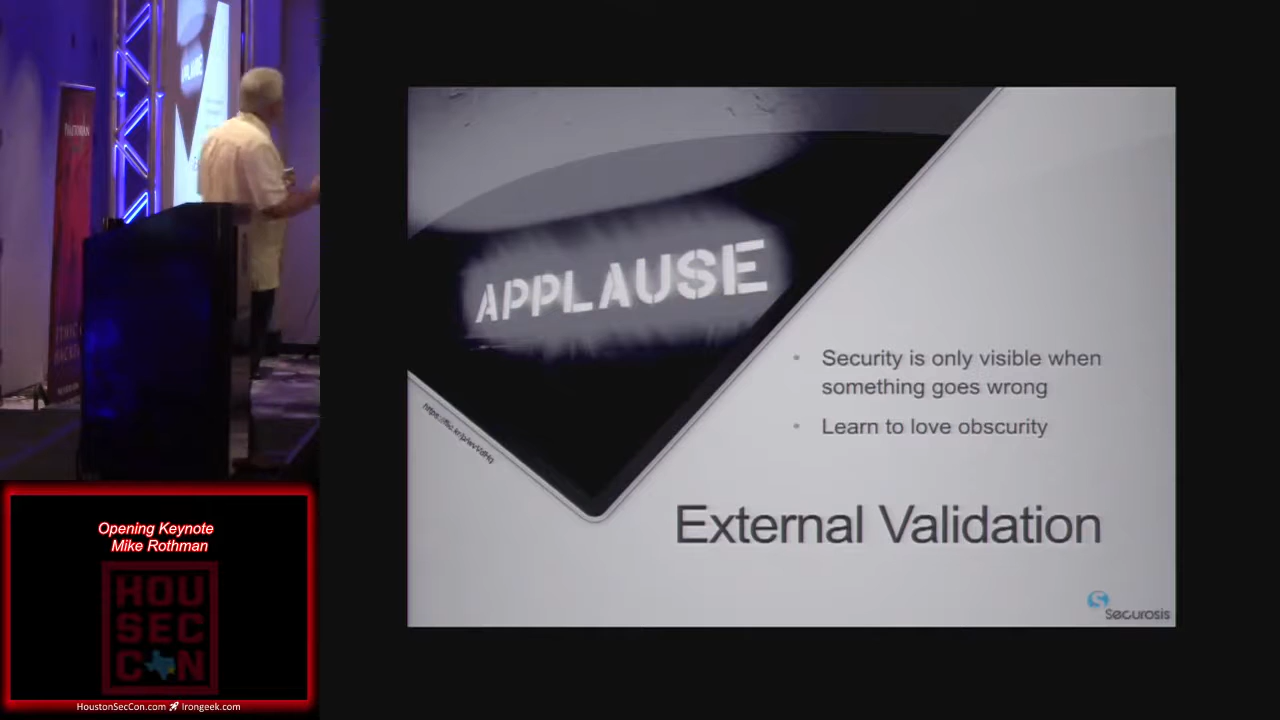 APPLAUSE
Security is only visible when
something goes wrong
Learn to love obscurity
External Validation
Securosis
Opening Keynote
Mike Rothman
HOU
SEC
CON
HoustonSecCon.com Irongeek.com